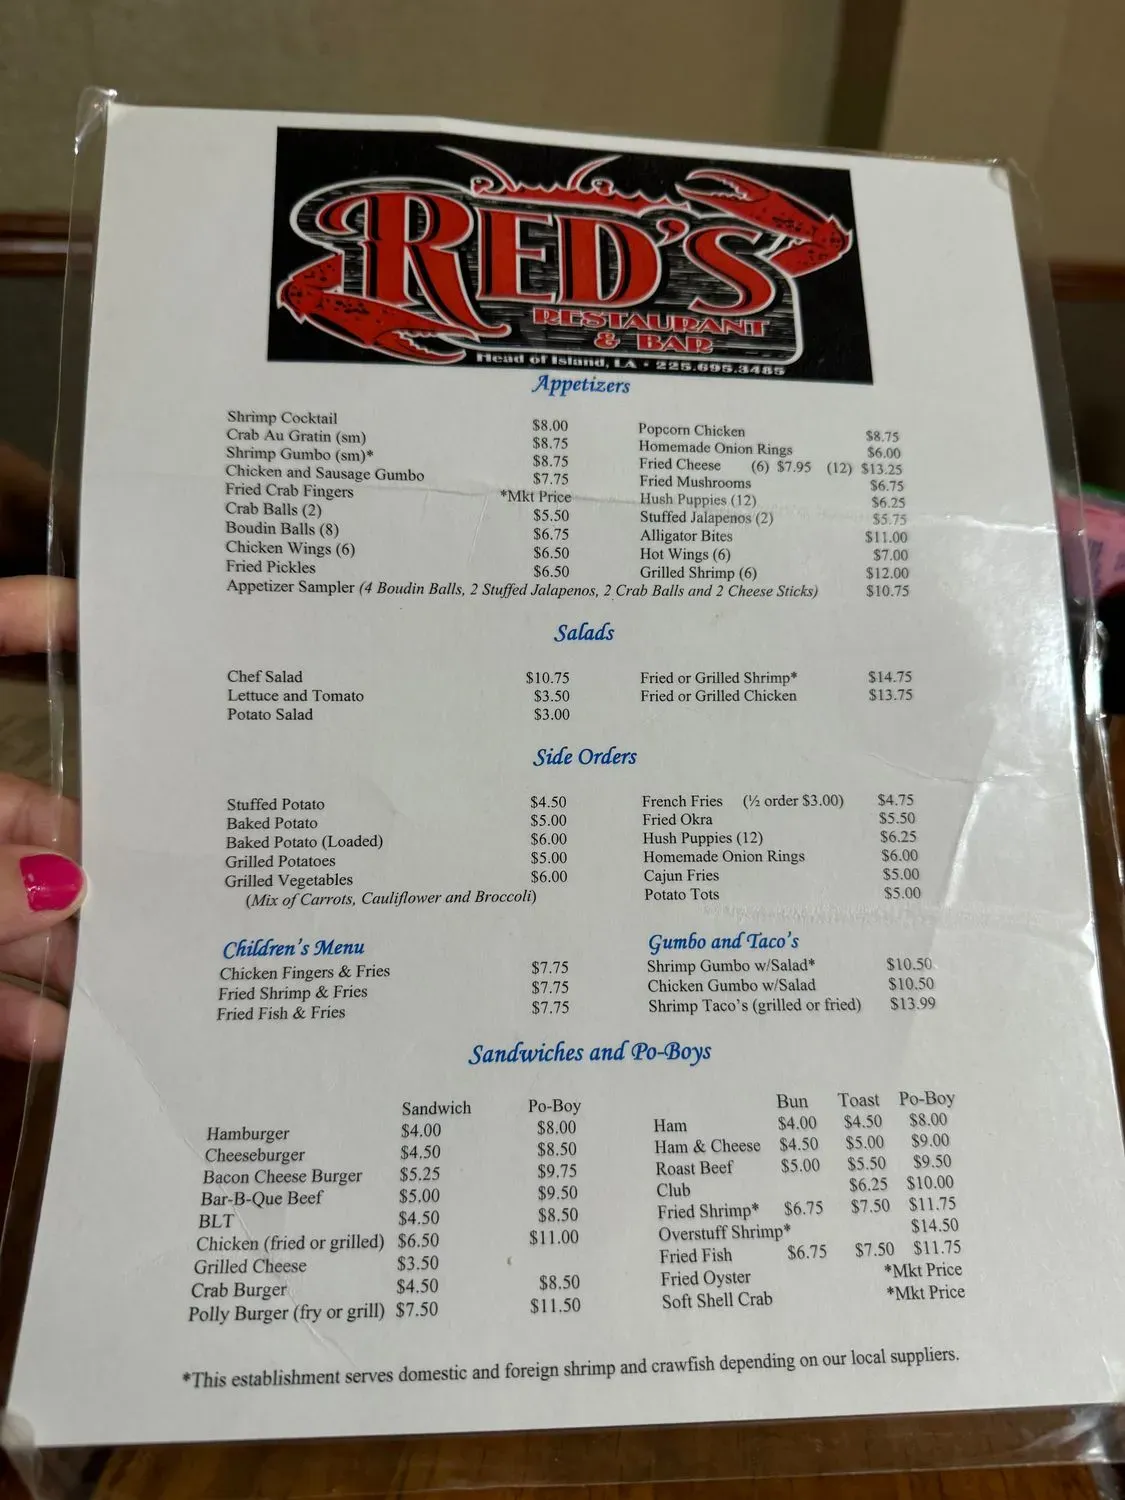 RED'S
RESTAURANT
& BAR
Head of Island, LA • 225.695.3485
Appetizers
Shrimp Cocktail $8.00
Crab Au Gratin (sm) $8.75
Shrimp Gumbo (sm)* $8.75
Chicken and Sausage Gumbo $7.75
Fried Crab Fingers *Mkt Price
Crab Balls (2) $5.50
Boudin Balls (8) $6.75
Chicken Wings (6) $6.50
Fried Pickles $6.50
Popcorn Chicken $8.75
Homemade Onion Rings $6.00
Fried Cheese (6) $7.95 (12) $13.25
Fried Mushrooms $6.75
Hush Puppies (12) $6.25
Stuffed Jalapenos (2) $5.75
Alligator Bites $11.00
Hot Wings (6) $7.00
Grilled Shrimp (6) $12.00
Appetizer Sampler (4 Boudin Balls, 2 Stuffed Jalapenos, 2 Crab Balls and 2 Cheese Sticks) $10.75
Salads
Chef Salad $10.75
Lettuce and Tomato $3.50
Potato Salad $3.00
Fried or Grilled Shrimp* $14.75
Fried or Grilled Chicken $13.75
Side Orders
Stuffed Potato $4.50
Baked Potato $5.00
Baked Potato (Loaded) $6.00
Grilled Potatoes $5.00
Grilled Vegetables $6.00
(Mix of Carrots, Cauliflower and Broccoli)
French Fries (½ order $3.00) $4.75
Fried Okra $5.50
Hush Puppies (12) $6.25
Homemade Onion Rings $6.00
Cajun Fries $5.00
Potato Tots $5.00
Children's Menu
Chicken Fingers & Fries $7.75
Fried Shrimp & Fries $7.75
Fried Fish & Fries $7.75
Gumbo and Taco's
Shrimp Gumbo w/Salad* $10.50
Chicken Gumbo w/Salad $10.50
Shrimp Taco's (grilled or fried) $13.99
Sandwiches and Po-Boys
Sandwich Po-Boy
Hamburger $4.00 $8.00
Cheeseburger $4.50 $8.50
Bacon Cheese Burger $5.25 $9.75
Bar-B-Que Beef $5.00 $9.50
BLT $4.50 $8.50
Chicken (fried or grilled) $6.50 $11.00
Grilled Cheese $3.50
Crab Burger $4.50 $8.50
Polly Burger (fry or grill) $7.50 $11.50
Bun Toast Po-Boy
Ham $4.00 $4.50 $8.00
Ham & Cheese $4.50 $5.00 $9.00
Roast Beef $5.00 $5.50 $9.50
Club $6.25 $10.00
Fried Shrimp* $6.75 $7.50 $11.75
Overstuff Shrimp* $14.50
Fried Fish $6.75 $7.50 $11.75
Fried Oyster *Mkt Price
Soft Shell Crab *Mkt Price
*This establishment serves domestic and foreign shrimp and crawfish depending on our local suppliers.